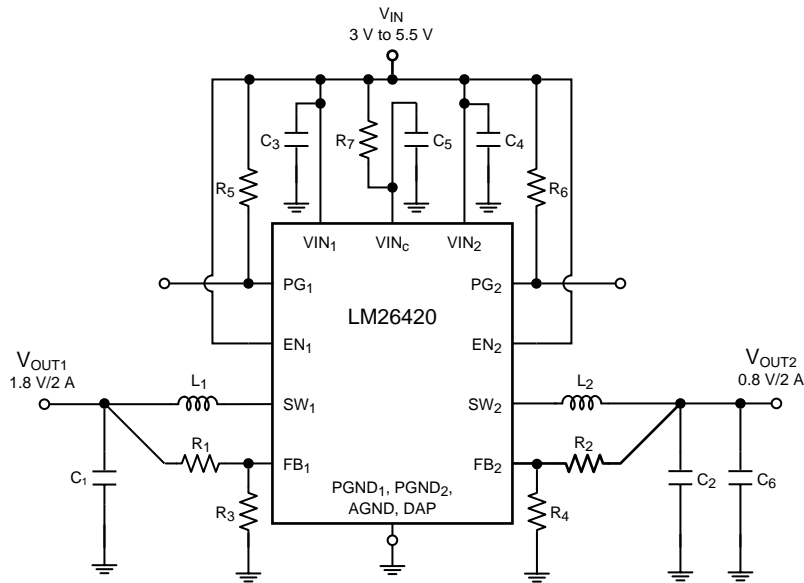 V_IN
3 V to 5.5 V
C3
R7
C5
C4
R5
R6
VIN1
VINc
VIN2
PG1
PG2
LM26420
EN1
EN2
VOUT1
1.8 V/2 A
L1
SW1
SW2
L2
VOUT2
0.8 V/2 A
R1
FB1
FB2
R2
C1
R3
PGND1, PGND2,
AGND, DAP
R4
C2
C6